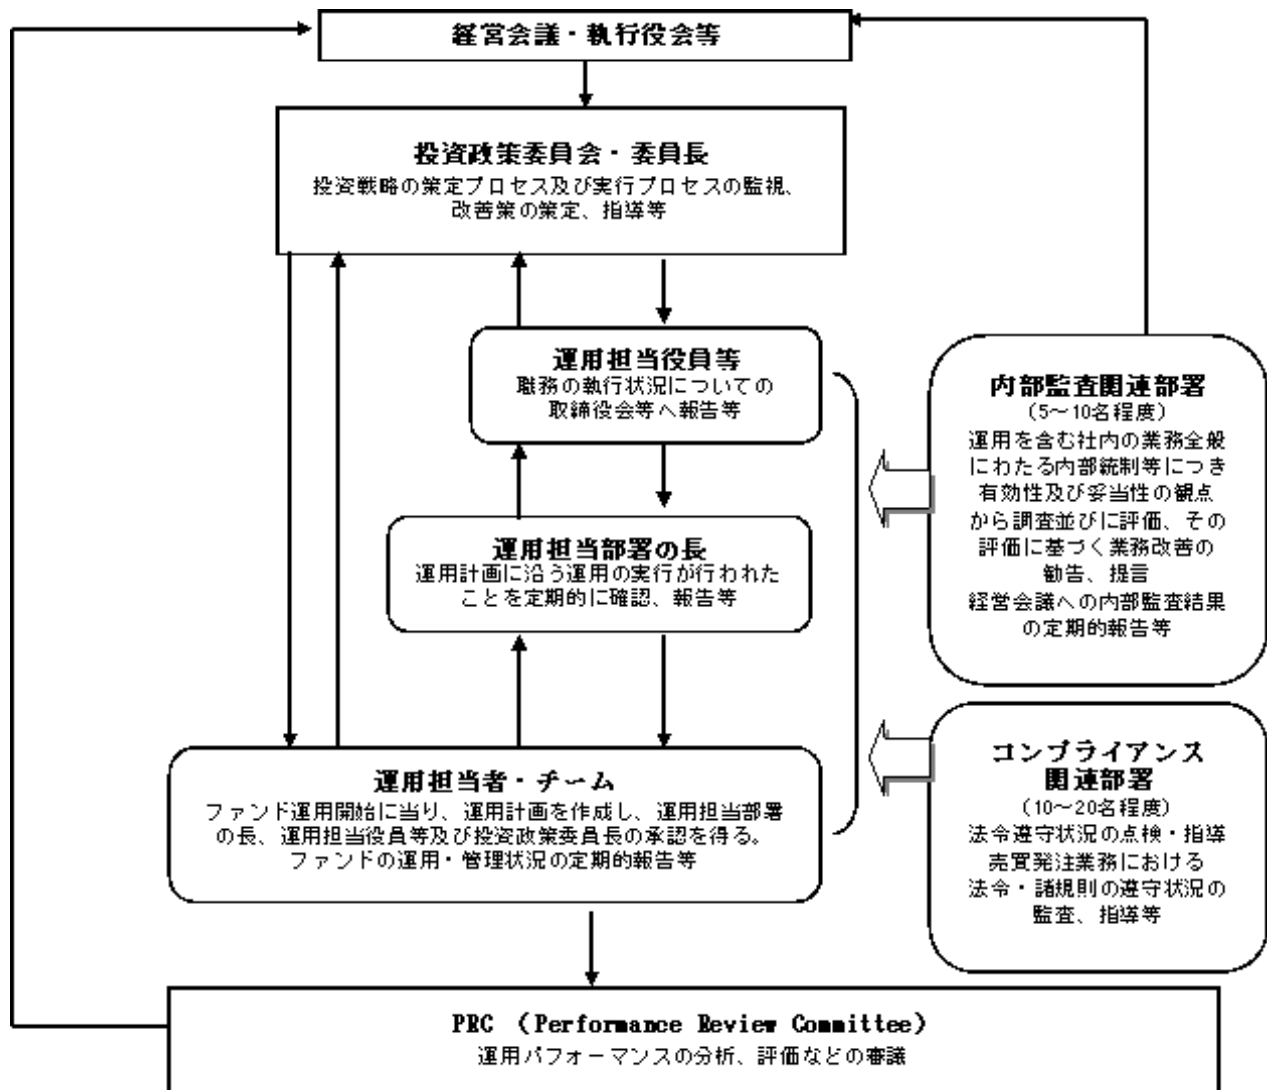 経営会議・執行役会等
投資政策委員会・委員長
投資戦略の策定プロセス及び実行プロセスの監視、
改善策の策定、指導等
運用担当役員等
職務の執行状況についての
取締役会等へ報告等
運用担当部署の長
運用計画に沿う運用の実行が行われた
ことを定期的に確認、報告等
運用担当者・チーム
ファンド運用開始に当り、運用計画を作成し、運用担当部署
の長、運用担当役員等及び投資政策委員長の承認を得る。
ファンドの運用・管理状況の定期的報告等
内部監査関連部署
（5～10名程度）
運用を含む社内の業務全般
にわたる内部統制等につき
有効性及び妥当性の観点
から調査並びに評価、その
評価に基づく業務改善の
勧告、提言
経営会議への内部監査結果
の定期的報告等
コンプライアンス
関連部署
（10～20名程度）
法令遵守状況の点検・指導
売買発注業務における
法令・諸規則の遵守状況の
監査、指導等
PRC （Performance Review Committee）
運用パフォーマンスの分析、評価などの審議